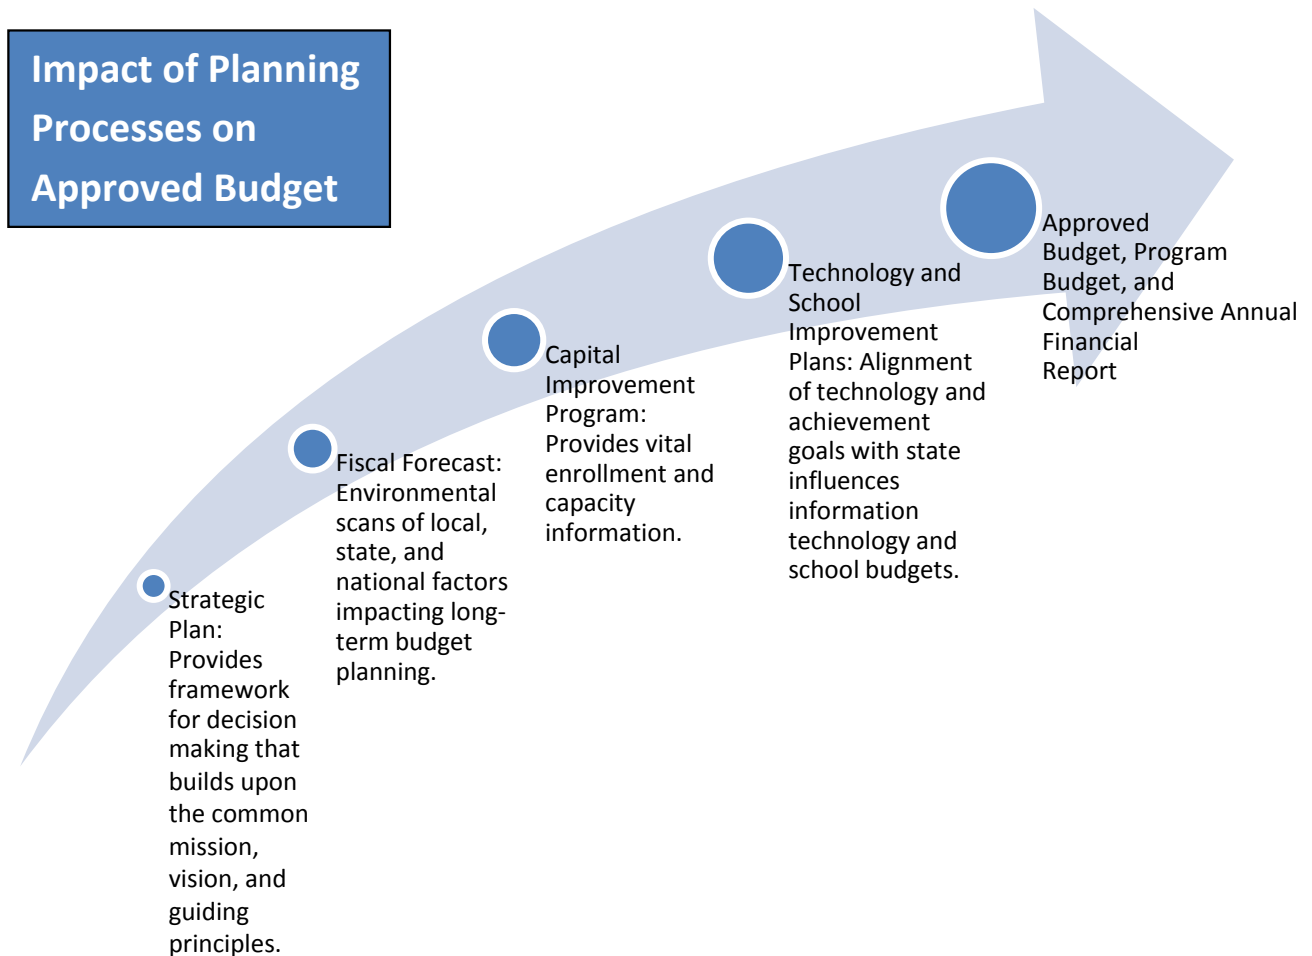 Impact of Planning
Processes on
Approved Budget
Strategic
Plan:
Provides
framework
for decision
making that
builds upon
the common
mission,
vision, and
guiding
principles.
Fiscal Forecast:
Environmental
scans of local,
state, and
national factors
impacting long-
term budget
planning.
Capital
Improvement
Program:
Provides vital
enrollment and
capacity
information.
Technology and
School
Improvement
Plans: Alignment
of technology and
achievement
goals with state
influences
information
technology and
school budgets.
Approved
Budget, Program
Budget, and
Comprehensive Annual
Financial
Report